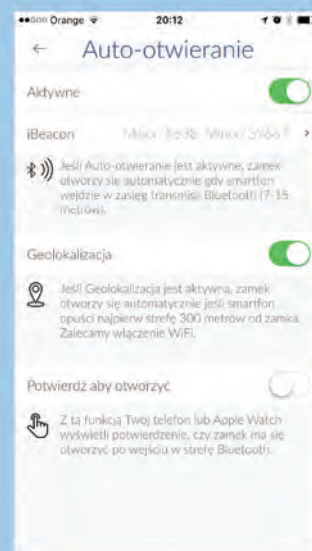 Orange 20:12
Auto-otwieranie
Aktywne
iBeacon Major: Minor:
Jeśli Auto-otwieranie jest aktywne, zamek
otworzy się automatycznie gdy smartfon
wejdzie w zasięg transmisji Bluetooth (7-15
metrów).
Geolokalizacja
Jeśli Geolokalizacja jest aktywna, zamek
otworzy się automatycznie jeśli smartfon
opuści najpierw strefę 300 metrów od zamka.
Zalecamy włączenie WiFi.
Potwierdź aby otworzyć
Z tą funkcją Twój telefon lub Apple Watch
wyświetli potwierdzenie, czy zamek ma się
otworzyć po wejściu w strefę Bluetooth.